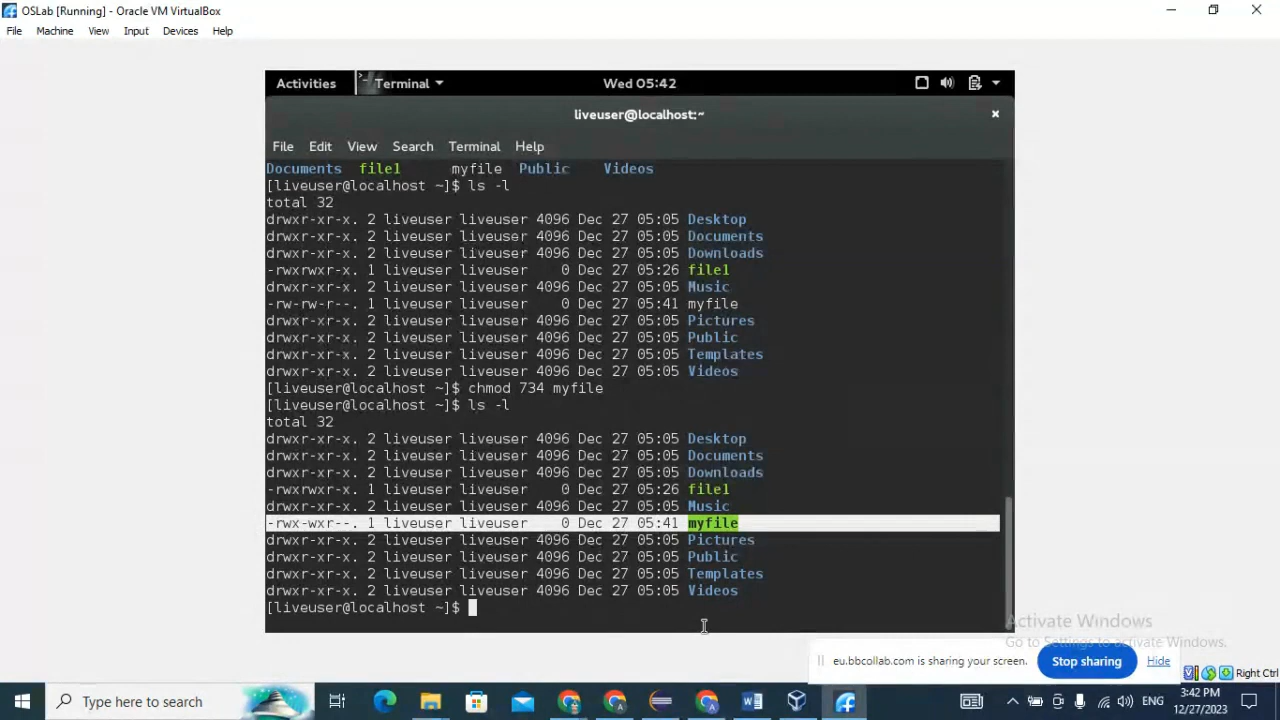 OSLab [Running] - Oracle VM VirtualBox
File Machine View Input Devices Help
Activities Terminal Wed 05:42
liveuser@localhost:~
File Edit View Search Terminal Help
Documents file1 myfile Public Videos
[liveuser@localhost ~]$ ls -l
total 32
drwxr-xr-x. 2 liveuser liveuser 4096 Dec 27 05:05 Desktop
drwxr-xr-x. 2 liveuser liveuser 4096 Dec 27 05:05 Documents
drwxr-xr-x. 2 liveuser liveuser 4096 Dec 27 05:05 Downloads
-rwxrwxr-x. 1 liveuser liveuser 0 Dec 27 05:26 file1
drwxr-xr-x. 2 liveuser liveuser 4096 Dec 27 05:05 Music
-rw-rw-r--. 1 liveuser liveuser 0 Dec 27 05:41 myfile
drwxr-xr-x. 2 liveuser liveuser 4096 Dec 27 05:05 Pictures
drwxr-xr-x. 2 liveuser liveuser 4096 Dec 27 05:05 Public
drwxr-xr-x. 2 liveuser liveuser 4096 Dec 27 05:05 Templates
drwxr-xr-x. 2 liveuser liveuser 4096 Dec 27 05:05 Videos
[liveuser@localhost ~]$ chmod 734 myfile
[liveuser@localhost ~]$ ls -l
total 32
drwxr-xr-x. 2 liveuser liveuser 4096 Dec 27 05:05 Desktop
drwxr-xr-x. 2 liveuser liveuser 4096 Dec 27 05:05 Documents
drwxr-xr-x. 2 liveuser liveuser 4096 Dec 27 05:05 Downloads
-rwxrwxr-x. 1 liveuser liveuser 0 Dec 27 05:26 file1
drwxr-xr-x. 2 liveuser liveuser 4096 Dec 27 05:05 Music
-rwx-wxr--. 1 liveuser liveuser 0 Dec 27 05:41 myfile
drwxr-xr-x. 2 liveuser liveuser 4096 Dec 27 05:05 Pictures
drwxr-xr-x. 2 liveuser liveuser 4096 Dec 27 05:05 Public
drwxr-xr-x. 2 liveuser liveuser 4096 Dec 27 05:05 Templates
drwxr-xr-x. 2 liveuser liveuser 4096 Dec 27 05:05 Videos
[liveuser@localhost ~]$
Activate Windows
Go to Settings to activate Windows.
eu.bbcollab.com is sharing your screen. Stop sharing Hide
Right Ctrl
Type here to search
ENG
3:42 PM
12/27/2023